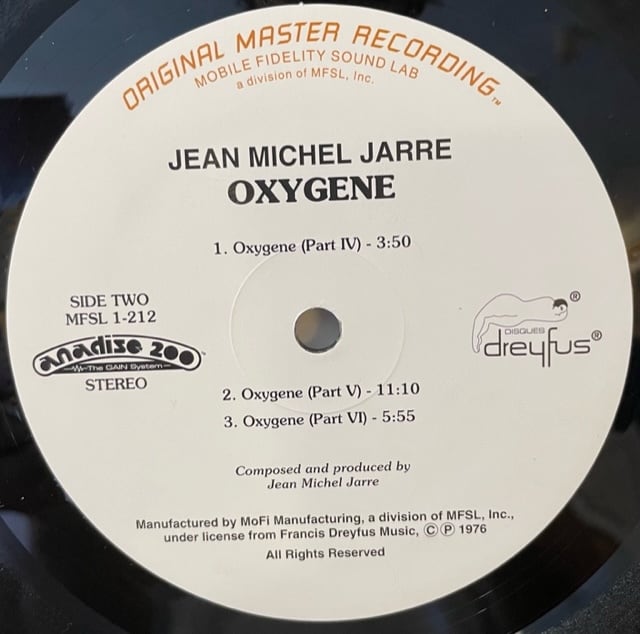 ORIGINAL MASTER RECORDING™
MOBILE FIDELITY SOUND LAB
a division of MFSL, Inc.
JEAN MICHEL JARRE
OXYGENE
1. Oxygene (Part IV) - 3:50
SIDE TWO
MFSL 1-212
anadisc 200™
The GAIN System
STEREO
DISQUES ®
dreyfus®
2. Oxygene (Part V) - 11:10
3. Oxygene (Part VI) - 5:55
Composed and produced by
Jean Michel Jarre
Manufactured by MoFi Manufacturing, a division of MFSL, Inc.,
under license from Francis Dreyfus Music, Ⓒ Ⓟ 1976
All Rights Reserved